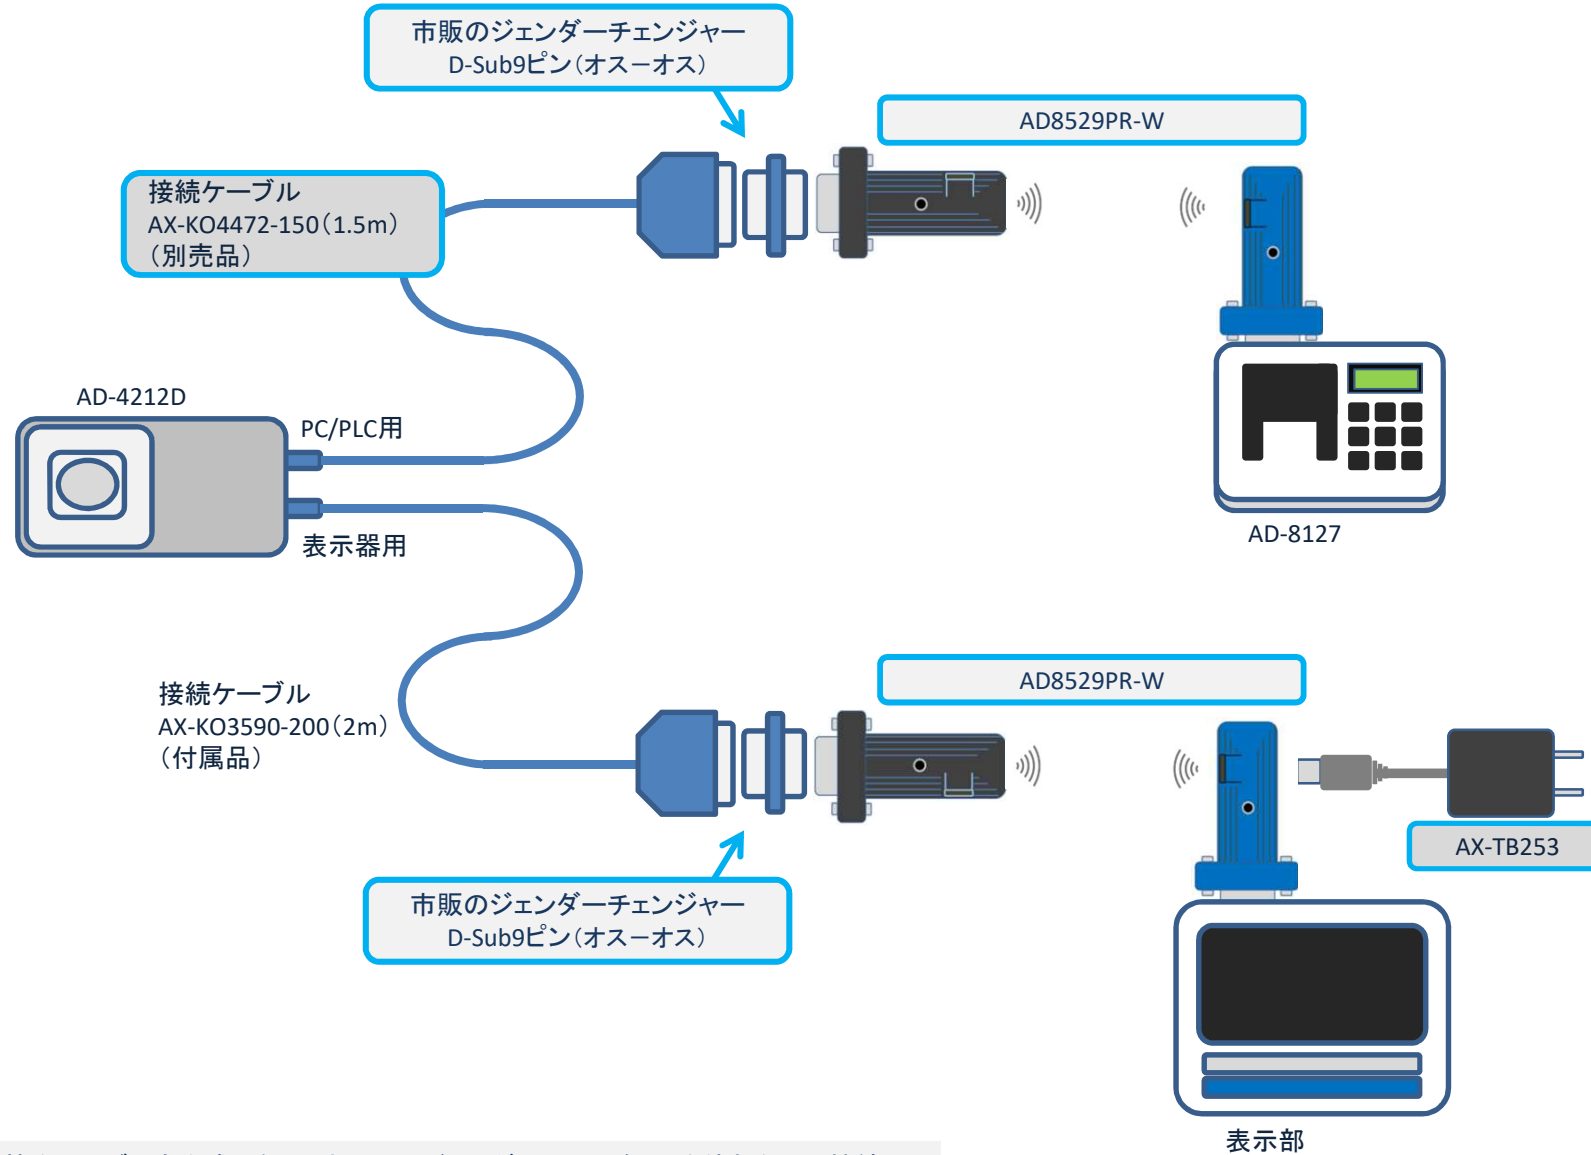 市販のジェンダーチェンジャー
D-Sub9ピン(オス－オス)
AD8529PR-W
接続ケーブル
AX-KO4472-150(1.5m)
(別売品)
AD-4212D
PC/PLC用
表示器用
AD-8127
接続ケーブル
AX-KO3590-200(2m)
(付属品)
AD8529PR-W
AX-TB253
市販のジェンダーチェンジャー
D-Sub9ピン(オス－オス)
表示部